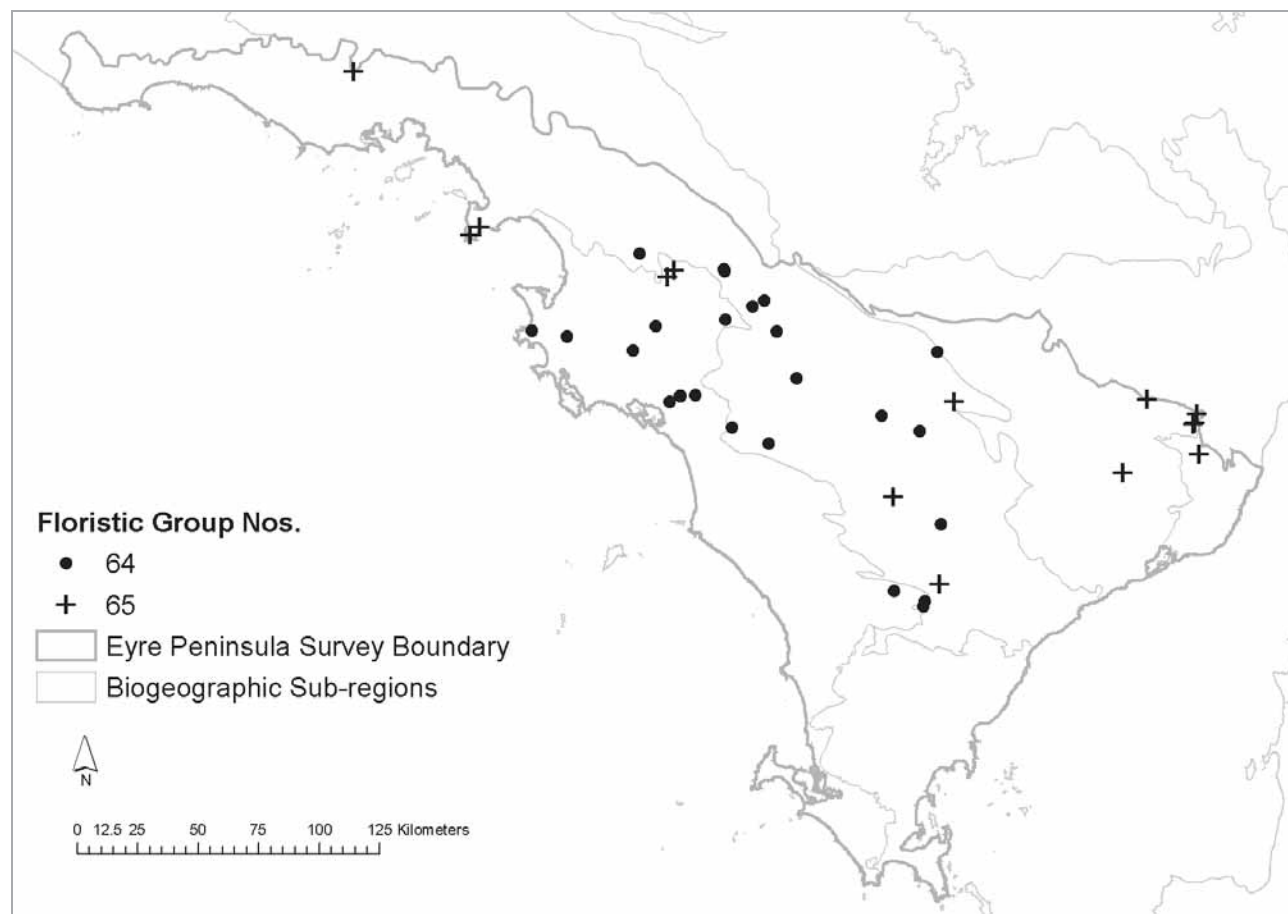 Floristic Group Nos.
64
65
Eyre Peninsula Survey Boundary
Biogeographic Sub-regions
N
0 12.5 25 50 75 100 125 Kilometers